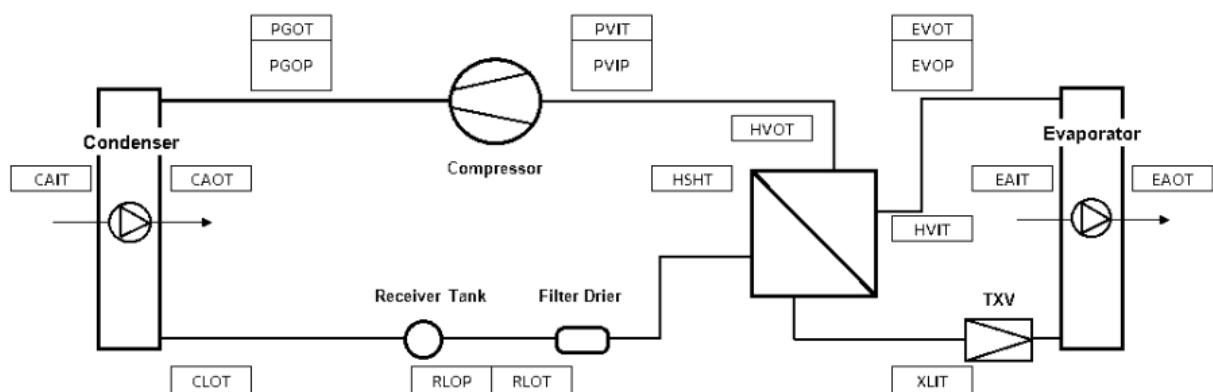 PGOT
PGOP
PVIT
PVIP
EVOT
EVOP
Condenser
Compressor
HVOT
Evaporator
CAIT
CAOT
HSHT
EAIT
EAOT
HVIT
Receiver Tank
Filter Drier
TXV
CLOT
RLOP
RLOT
XLIT